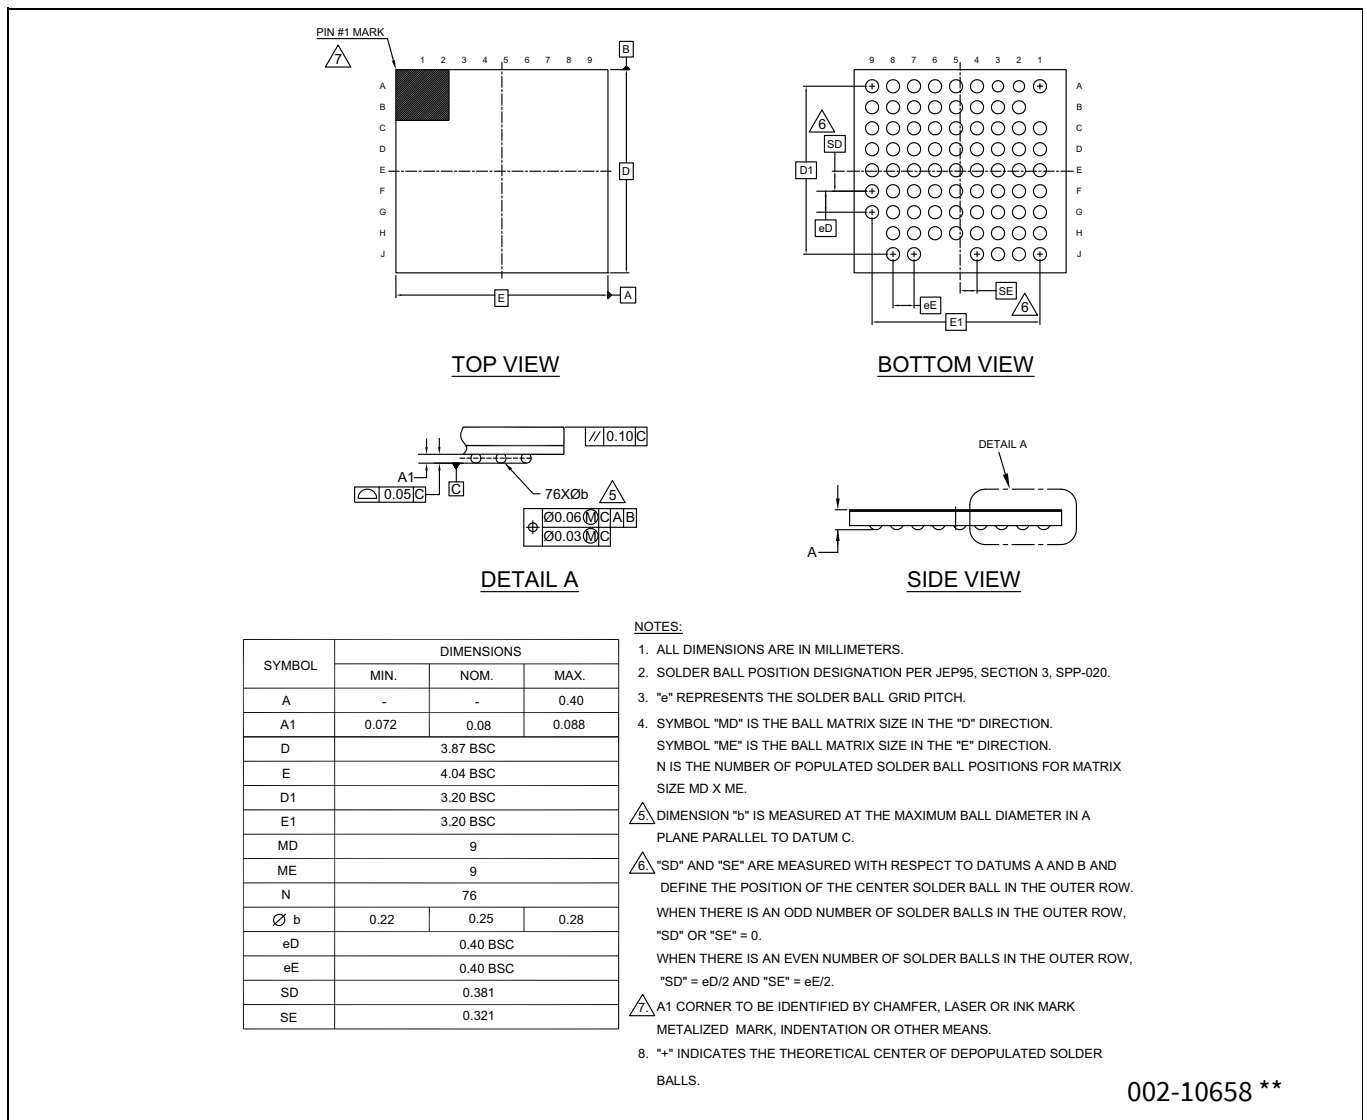 PIN #1 MARK
7
1 2 3 4 5 6 7 8 9
B
A
B
C
D
E
F
G
H
J
D
E
A
TOP VIEW
9 8 7 6 5 4 3 2 1
A
B
C
D
E
F
G
H
J
6
SD
D1
eD
SE
6
eE
E1
BOTTOM VIEW
// 0.10 C
A1
0.05 C
C
76XØb 5
Ø0.06 Ⓜ C A B
Ø0.03 Ⓜ C
DETAIL A
DETAIL A
A
SIDE VIEW
SYMBOL DIMENSIONS
MIN. NOM. MAX.
A - - 0.40
A1 0.072 0.08 0.088
D 3.87 BSC
E 4.04 BSC
D1 3.20 BSC
E1 3.20 BSC
MD 9
ME 9
N 76
Ø b 0.22 0.25 0.28
eD 0.40 BSC
eE 0.40 BSC
SD 0.381
SE 0.321
NOTES:
1. ALL DIMENSIONS ARE IN MILLIMETERS.
2. SOLDER BALL POSITION DESIGNATION PER JEP95, SECTION 3, SPP-020.
3. "e" REPRESENTS THE SOLDER BALL GRID PITCH.
4. SYMBOL "MD" IS THE BALL MATRIX SIZE IN THE "D" DIRECTION.
SYMBOL "ME" IS THE BALL MATRIX SIZE IN THE "E" DIRECTION.
N IS THE NUMBER OF POPULATED SOLDER BALL POSITIONS FOR MATRIX
SIZE MD X ME.
5. DIMENSION "b" IS MEASURED AT THE MAXIMUM BALL DIAMETER IN A
PLANE PARALLEL TO DATUM C.
6. "SD" AND "SE" ARE MEASURED WITH RESPECT TO DATUMS A AND B AND
DEFINE THE POSITION OF THE CENTER SOLDER BALL IN THE OUTER ROW.
WHEN THERE IS AN ODD NUMBER OF SOLDER BALLS IN THE OUTER ROW,
"SD" OR "SE" = 0.
WHEN THERE IS AN EVEN NUMBER OF SOLDER BALLS IN THE OUTER ROW,
"SD" = eD/2 AND "SE" = eE/2.
7. A1 CORNER TO BE IDENTIFIED BY CHAMFER, LASER OR INK MARK
METALIZED MARK, INDENTATION OR OTHER MEANS.
8. "+" INDICATES THE THEORETICAL CENTER OF DEPOPULATED SOLDER
BALLS.
002-10658 **